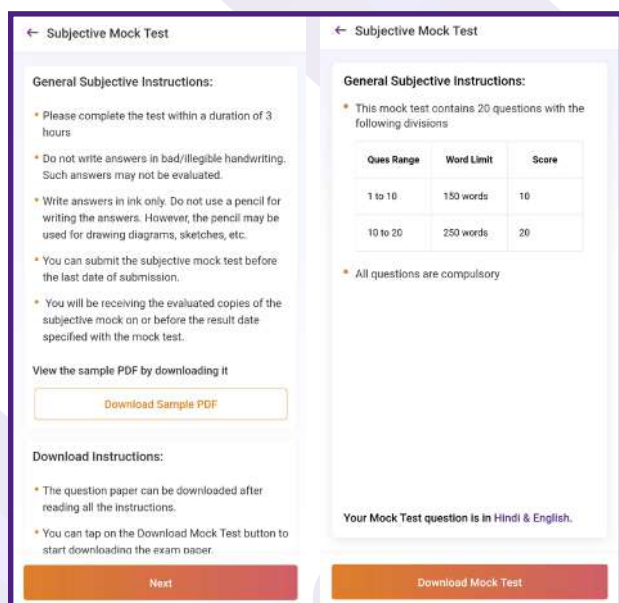 ← Subjective Mock Test
General Subjective Instructions:
• Please complete the test within a duration of 3
hours
• Do not write answers in bad/illegible handwriting.
Such answers may not be evaluated.
• Write answers in ink only. Do not use a pencil for
writing the answers. However, the pencil may be
used for drawing diagrams, sketches, etc.
• You can submit the subjective mock test before
the last date of submission.
• You will be receiving the evaluated copies of the
subjective mock on or before the result date
specified with the mock test.
View the sample PDF by downloading it
Download Sample PDF
Download Instructions:
• The question paper can be downloaded after
reading all the instructions.
• You can tap on the Download Mock Test button to
start downloading the exam paper.
Next
← Subjective Mock Test
General Subjective Instructions:
• This mock test contains 20 questions with the
following divisions
Ques Range Word Limit Score
1 to 10 150 words 10
10 to 20 250 words 20
• All questions are compulsory
Your Mock Test question is in Hindi & English.
Download Mock Test